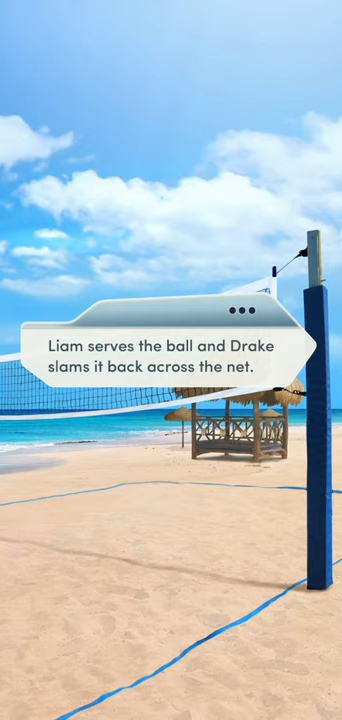 Liam serves the ball and Drake
slams it back across the net.